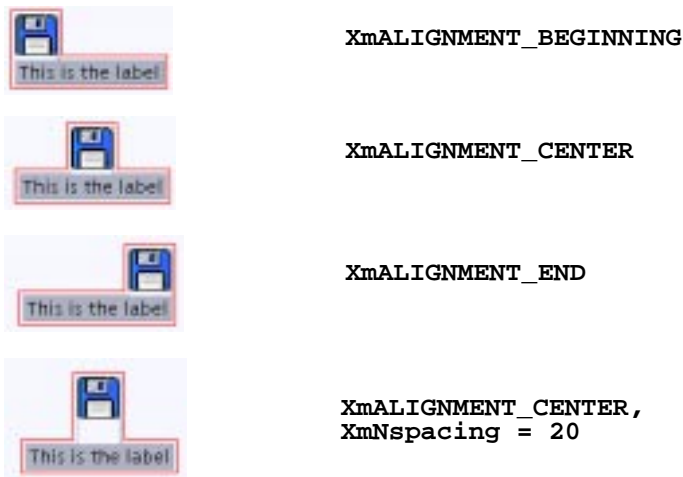 XmALIGNMENT_BEGINNING
This is the label
XmALIGNMENT_CENTER
This is the label
XmALIGNMENT_END
This is the label
XmALIGNMENT_CENTER,
XmNspacing = 20
This is the label